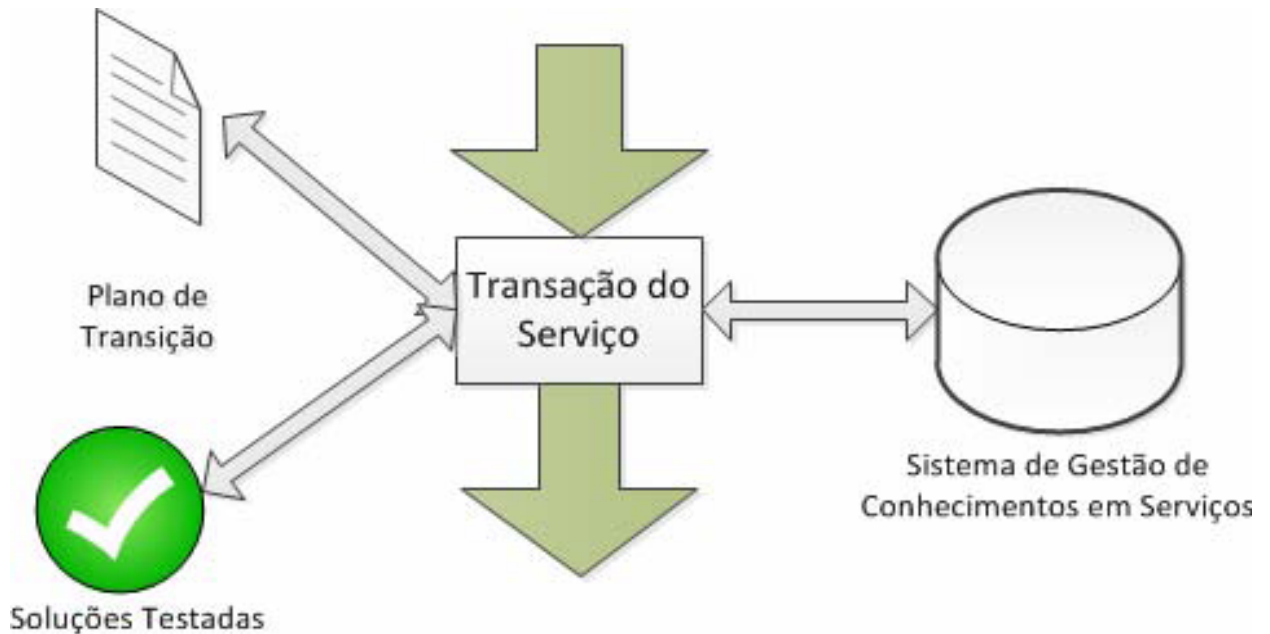 Plano de
Transição
Transação do
Serviço
Sistema de Gestão de
Conhecimentos em Serviços
Soluções Testadas